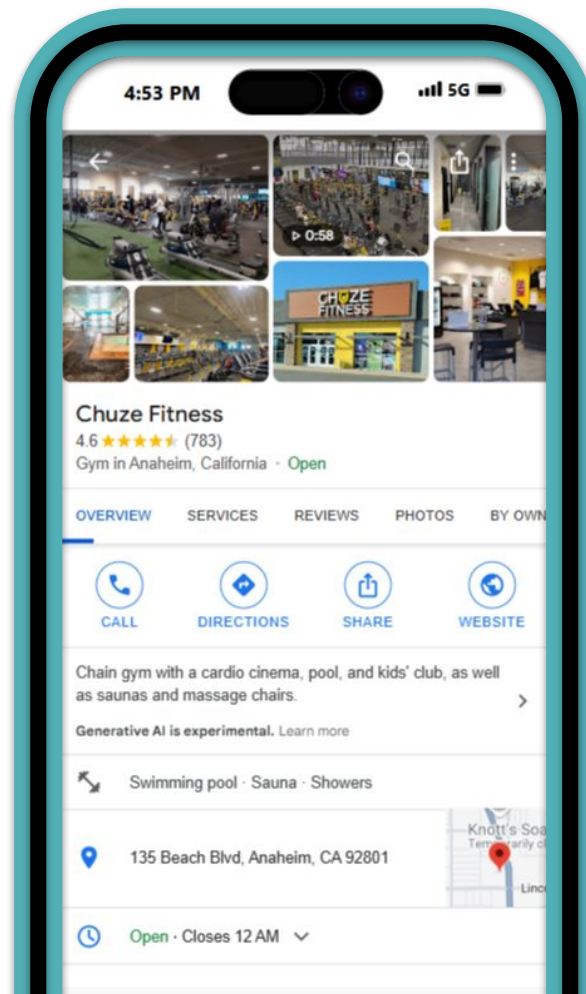 4:53 PM
5G
0:58
CHUZE
FITNESS
Chuze Fitness
4.6 ★★★★★ (783)
Gym in Anaheim, California · Open
OVERVIEW SERVICES REVIEWS PHOTOS BY OWN
CALL DIRECTIONS SHARE WEBSITE
Chain gym with a cardio cinema, pool, and kids' club, as well
as saunas and massage chairs.
Generative AI is experimental. Learn more
Swimming pool · Sauna · Showers
Knott's Soa
Temporarily cl
135 Beach Blvd, Anaheim, CA 92801
Linc
Open · Closes 12 AM